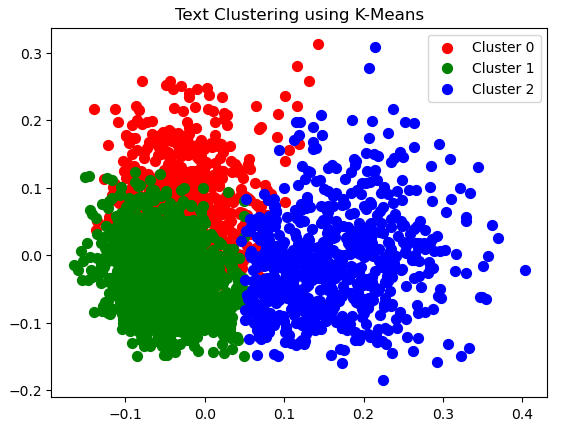 Text Clustering using K-Means
Cluster 0
Cluster 1
Cluster 2
0.3
0.2
0.1
0.0
−0.1
−0.2
−0.1 0.0 0.1 0.2 0.3 0.4